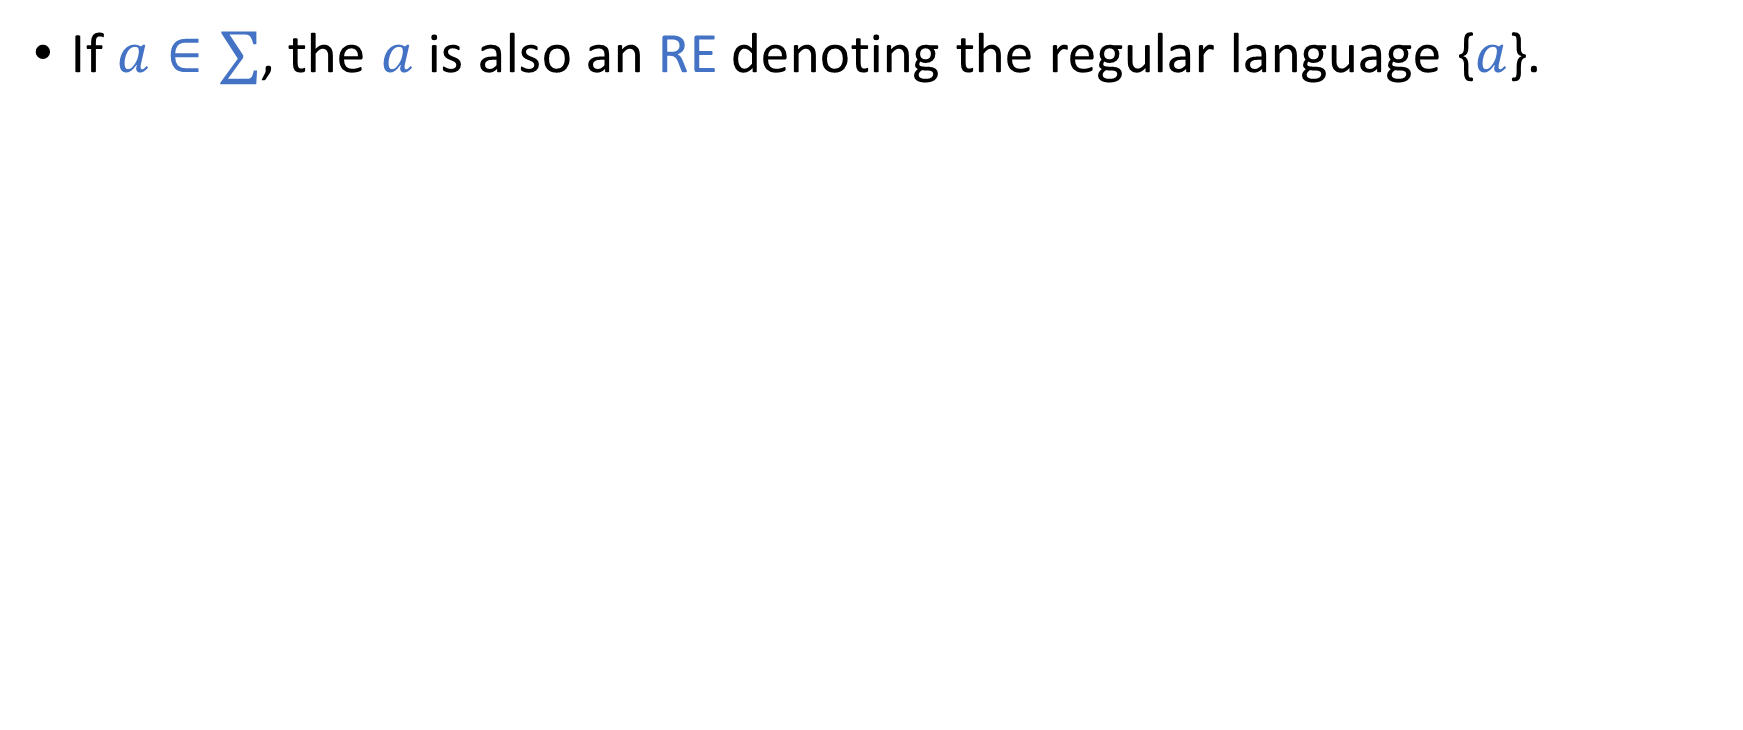 • If 𝑎 ∈ ∑, the 𝑎 is also an RE denoting the regular language {𝑎}.